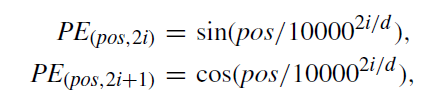 PE(pos,2i) = sin(pos/10000^{2i/d}),
PE(pos,2i+1) = cos(pos/10000^{2i/d}),